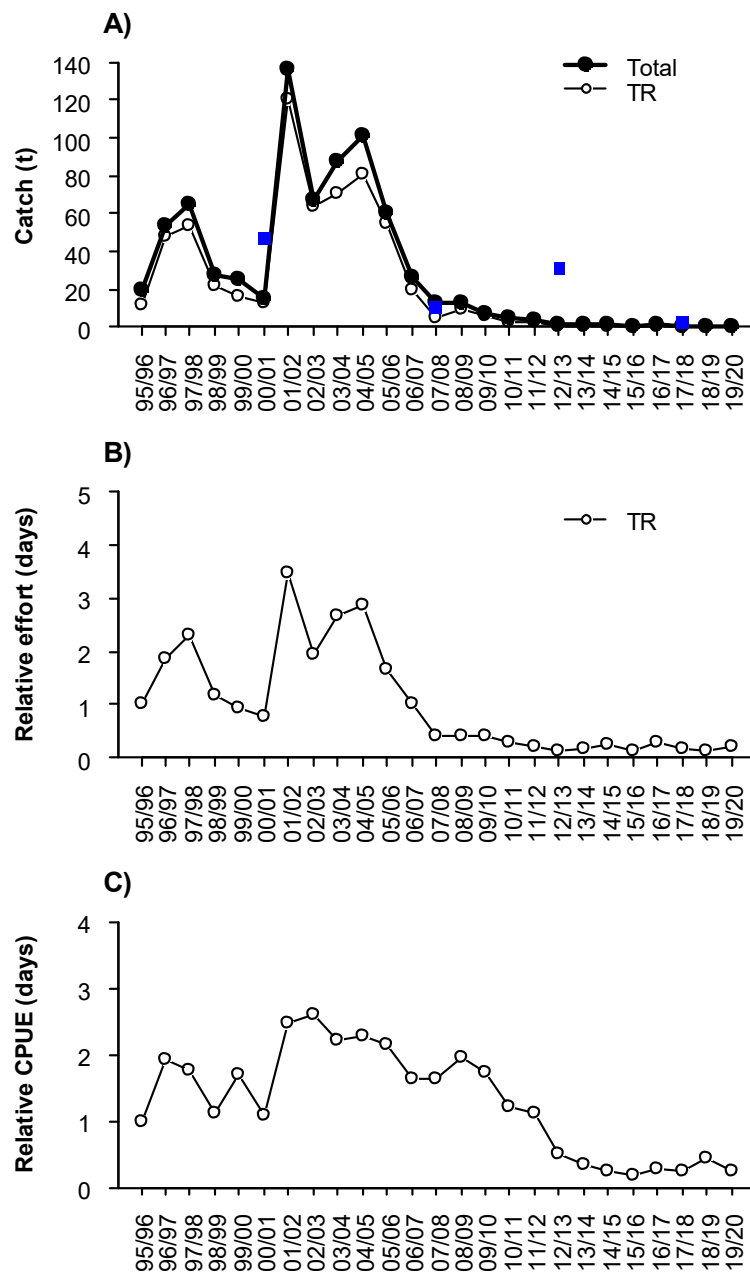 A)
140
120
100
80
60
40
20
0
Catch (t)
Total
TR
95/96 96/97 97/98 98/99 99/00 00/01 01/02 02/03 03/04 04/05 05/06 06/07 07/08 08/09 09/10 10/11 11/12 12/13 13/14 14/15 15/16 16/17 17/18 18/19 19/20
B)
5
4
3
2
1
0
Relative effort (days)
TR
95/96 96/97 97/98 98/99 99/00 00/01 01/02 02/03 03/04 04/05 05/06 06/07 07/08 08/09 09/10 10/11 11/12 12/13 13/14 14/15 15/16 16/17 17/18 18/19 19/20
C)
4
3
2
1
0
Relative CPUE (days)
95/96 96/97 97/98 98/99 99/00 00/01 01/02 02/03 03/04 04/05 05/06 06/07 07/08 08/09 09/10 10/11 11/12 12/13 13/14 14/15 15/16 16/17 17/18 18/19 19/20